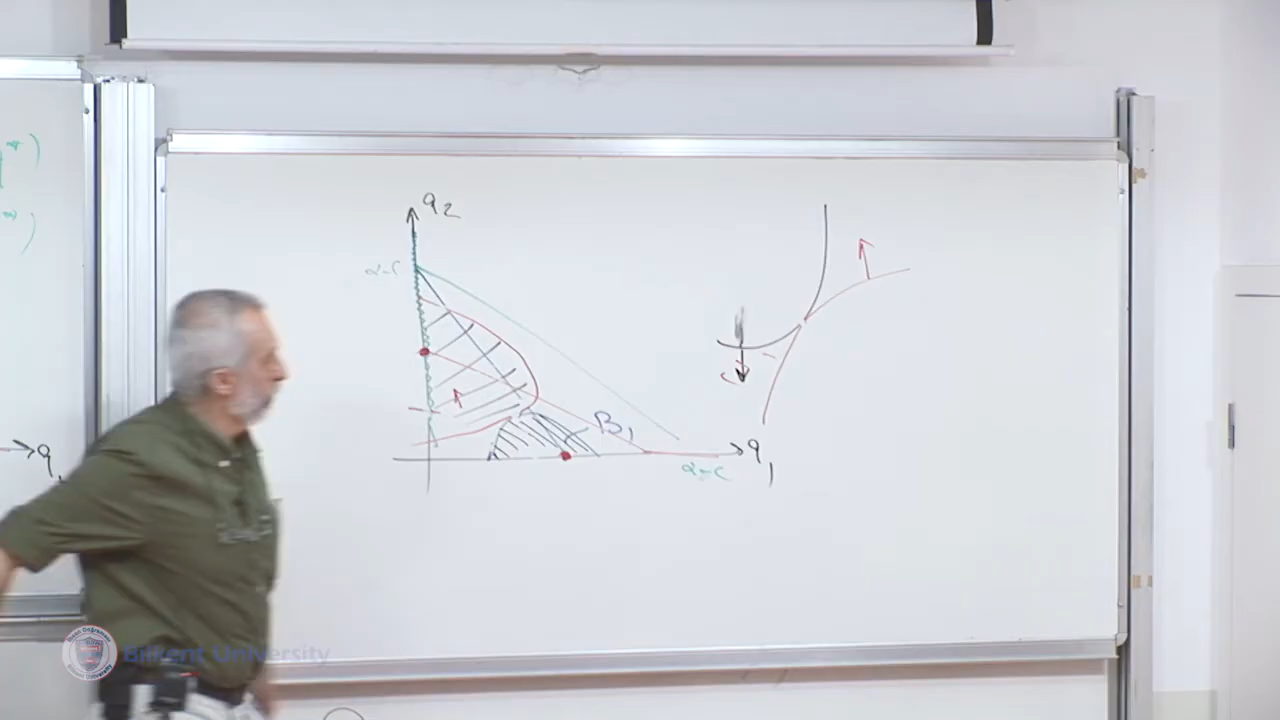 q2
α-c
B1
q1
α-c
q
Bilkent University